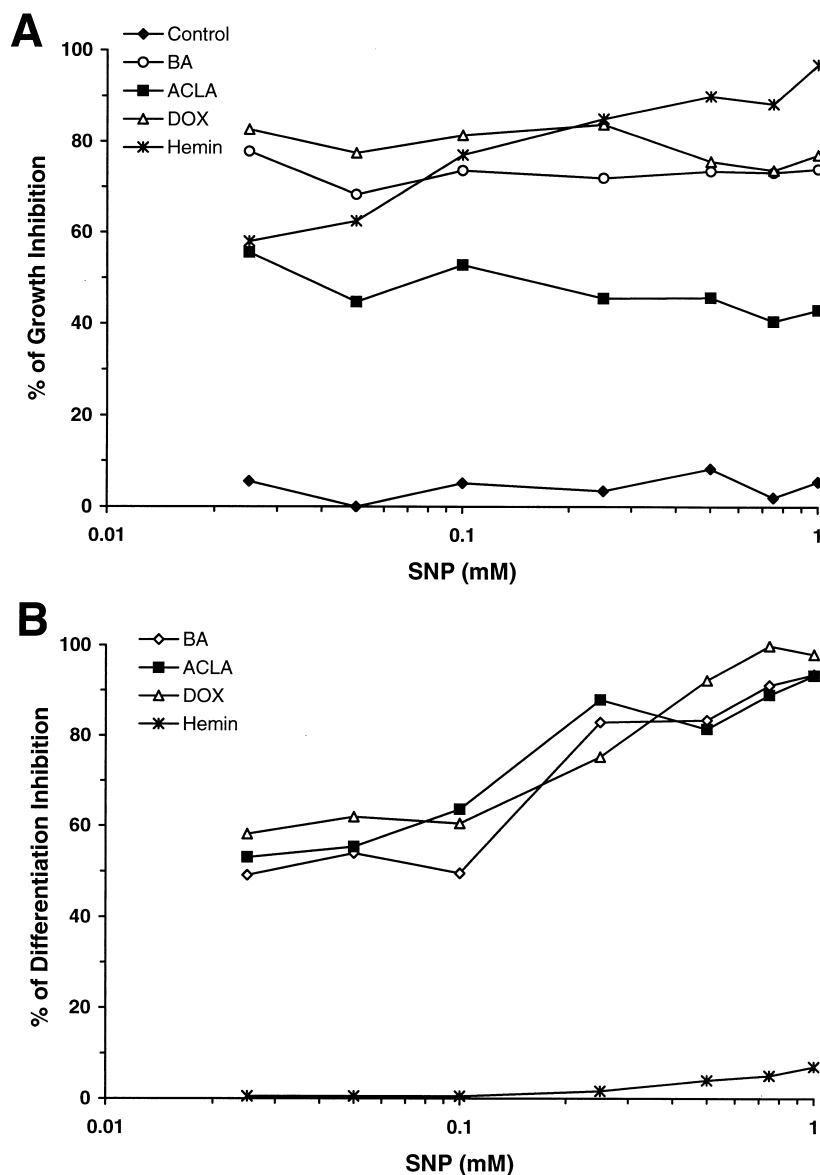 A
Control
BA
ACLA
DOX
Hemin
100
80
60
40
20
0
% of Growth Inhibition
0.01
0.1
1
SNP (mM)
B
BA
ACLA
DOX
Hemin
100
80
60
40
20
0
% of Differentiation Inhibition
0.01
0.1
1
SNP (mM)